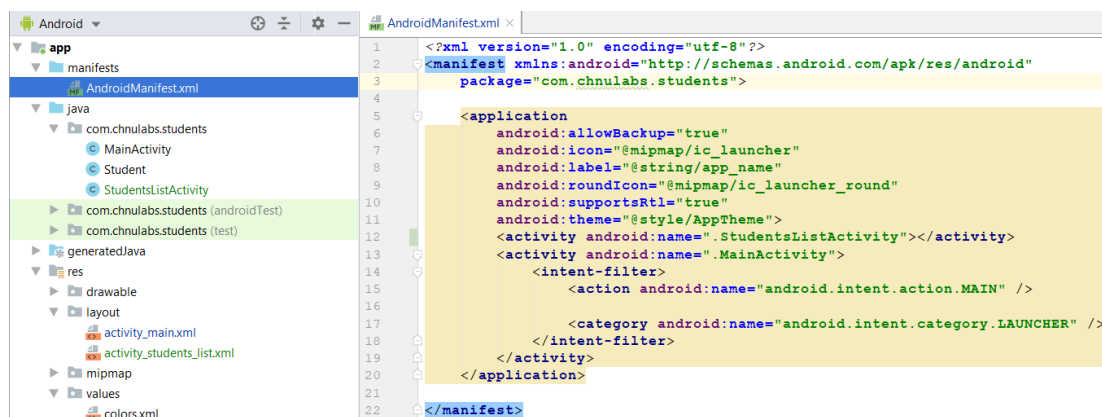 Android
app
manifests
AndroidManifest.xml
java
com.chnulabs.students
MainActivity
Student
StudentsListActivity
com.chnulabs.students (androidTest)
com.chnulabs.students (test)
generatedJava
res
drawable
layout
activity_main.xml
activity_students_list.xml
mipmap
values
colors.xml
AndroidManifest.xml
1 <?xml version="1.0" encoding="utf-8"?>
2 <manifest xmlns:android="http://schemas.android.com/apk/res/android"
3 package="com.chnulabs.students">
4
5 <application
6 android:allowBackup="true"
7 android:icon="@mipmap/ic_launcher"
8 android:label="@string/app_name"
9 android:roundIcon="@mipmap/ic_launcher_round"
10 android:supportsRtl="true"
11 android:theme="@style/AppTheme">
12 <activity android:name=".StudentsListActivity"></activity>
13 <activity android:name=".MainActivity">
14 <intent-filter>
15 <action android:name="android.intent.action.MAIN" />
16
17 <category android:name="android.intent.category.LAUNCHER" />
18 </intent-filter>
19 </activity>
20 </application>
21
22 </manifest>